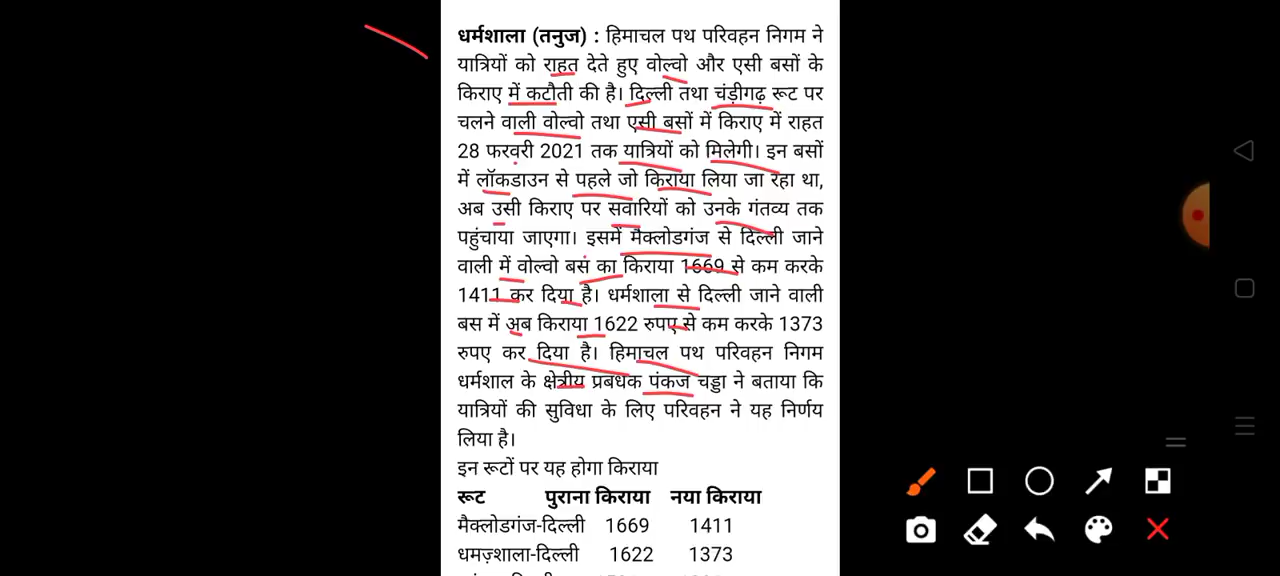 धर्मशाला (तनुज) : हिमाचल पथ परिवहन निगम ने
यात्रियों को राहत देते हुए वोल्वो और एसी बसों के
किराए में कटौती की है। दिल्ली तथा चंड़ीगढ़ रूट पर
चलने वाली वोल्वो तथा एसी बसों में किराए में राहत
28 फरवरी 2021 तक यात्रियों को मिलेगी। इन बसों
में लॉकडाउन से पहले जो किराया लिया जा रहा था,
अब उसी किराए पर सवारियों को उनके गंतव्य तक
पहुंचाया जाएगा। इसमें मैक्लोडगंज से दिल्ली जाने
वाली में वोल्वो बस का किराया 1669 से कम करके
1411 कर दिया है। धर्मशाला से दिल्ली जाने वाली
बस में अब किराया 1622 रुपए से कम करके 1373
रुपए कर दिया है। हिमाचल पथ परिवहन निगम
धर्मशाल के क्षेत्रीय प्रबंधक पंकज चड्डा ने बताया कि
यात्रियों की सुविधा के लिए परिवहन ने यह निर्णय
लिया है।
इन रूटों पर यह होगा किराया
रूट पुराना किराया नया किराया
मैक्लोडगंज-दिल्ली 1669 1411
धमज़्शाला-दिल्ली 1622 1373